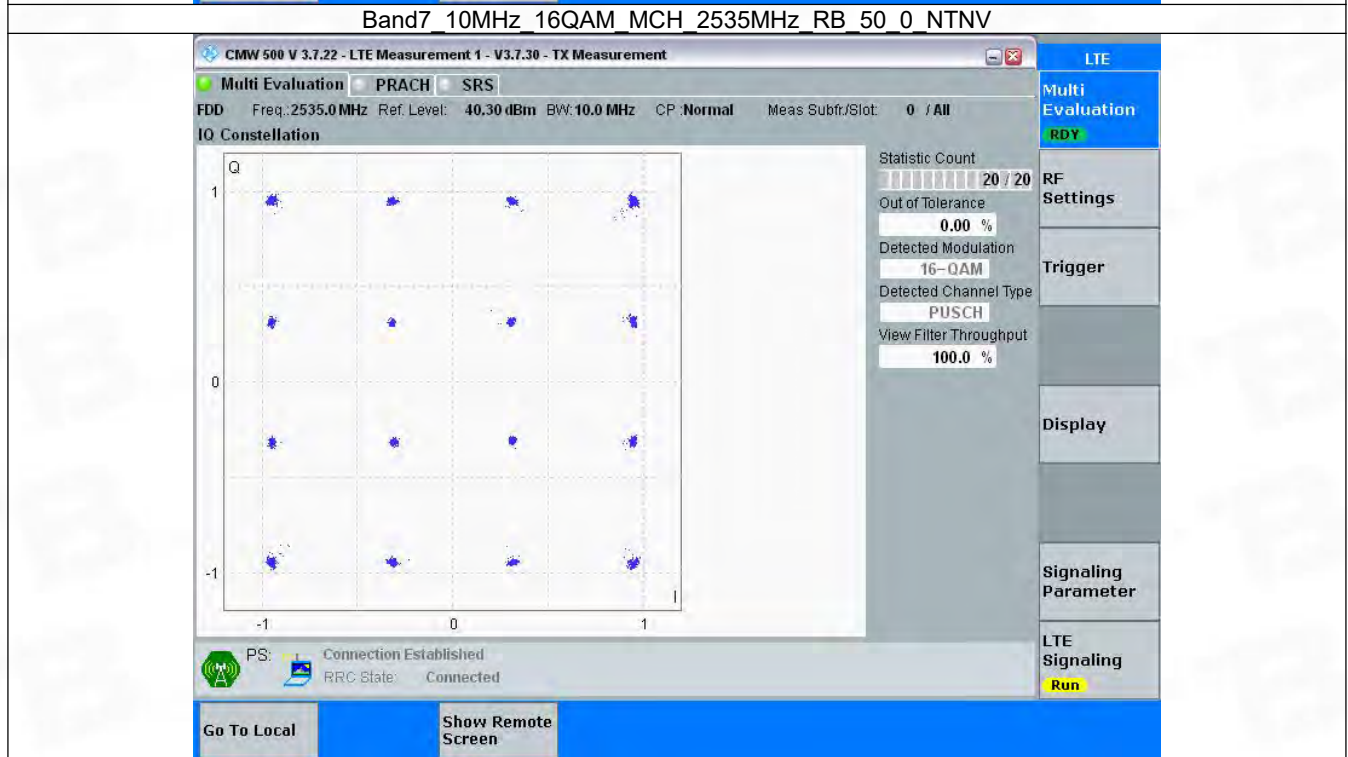 Band7_10MHz_16QAM_MCH_2535MHz_RB_50_0_NTNV
CMW 500 V 3.7.22 - LTE Measurement 1 - V3.7.30 - TX Measurement
LTE
Multi Evaluation PRACH SRS
Multi
Evaluation
RDY
FDD Freq.:2535.0 MHz Ref. Level: 40.30 dBm BW:10.0 MHz CP :Normal Meas Subfr./Slot: 0 / All
IQ Constellation
Q
1
0
-1
I
-1 0 1
Statistic Count
20 / 20
Out of Tolerance
0.00 %
Detected Modulation
16-QAM
Detected Channel Type
PUSCH
View Filter Throughput
100.0 %
RF
Settings
Trigger
Display
Signaling
Parameter
LTE
Signaling
Run
PS: Connection Established
RRC State: Connected
Go To Local
Show Remote
Screen